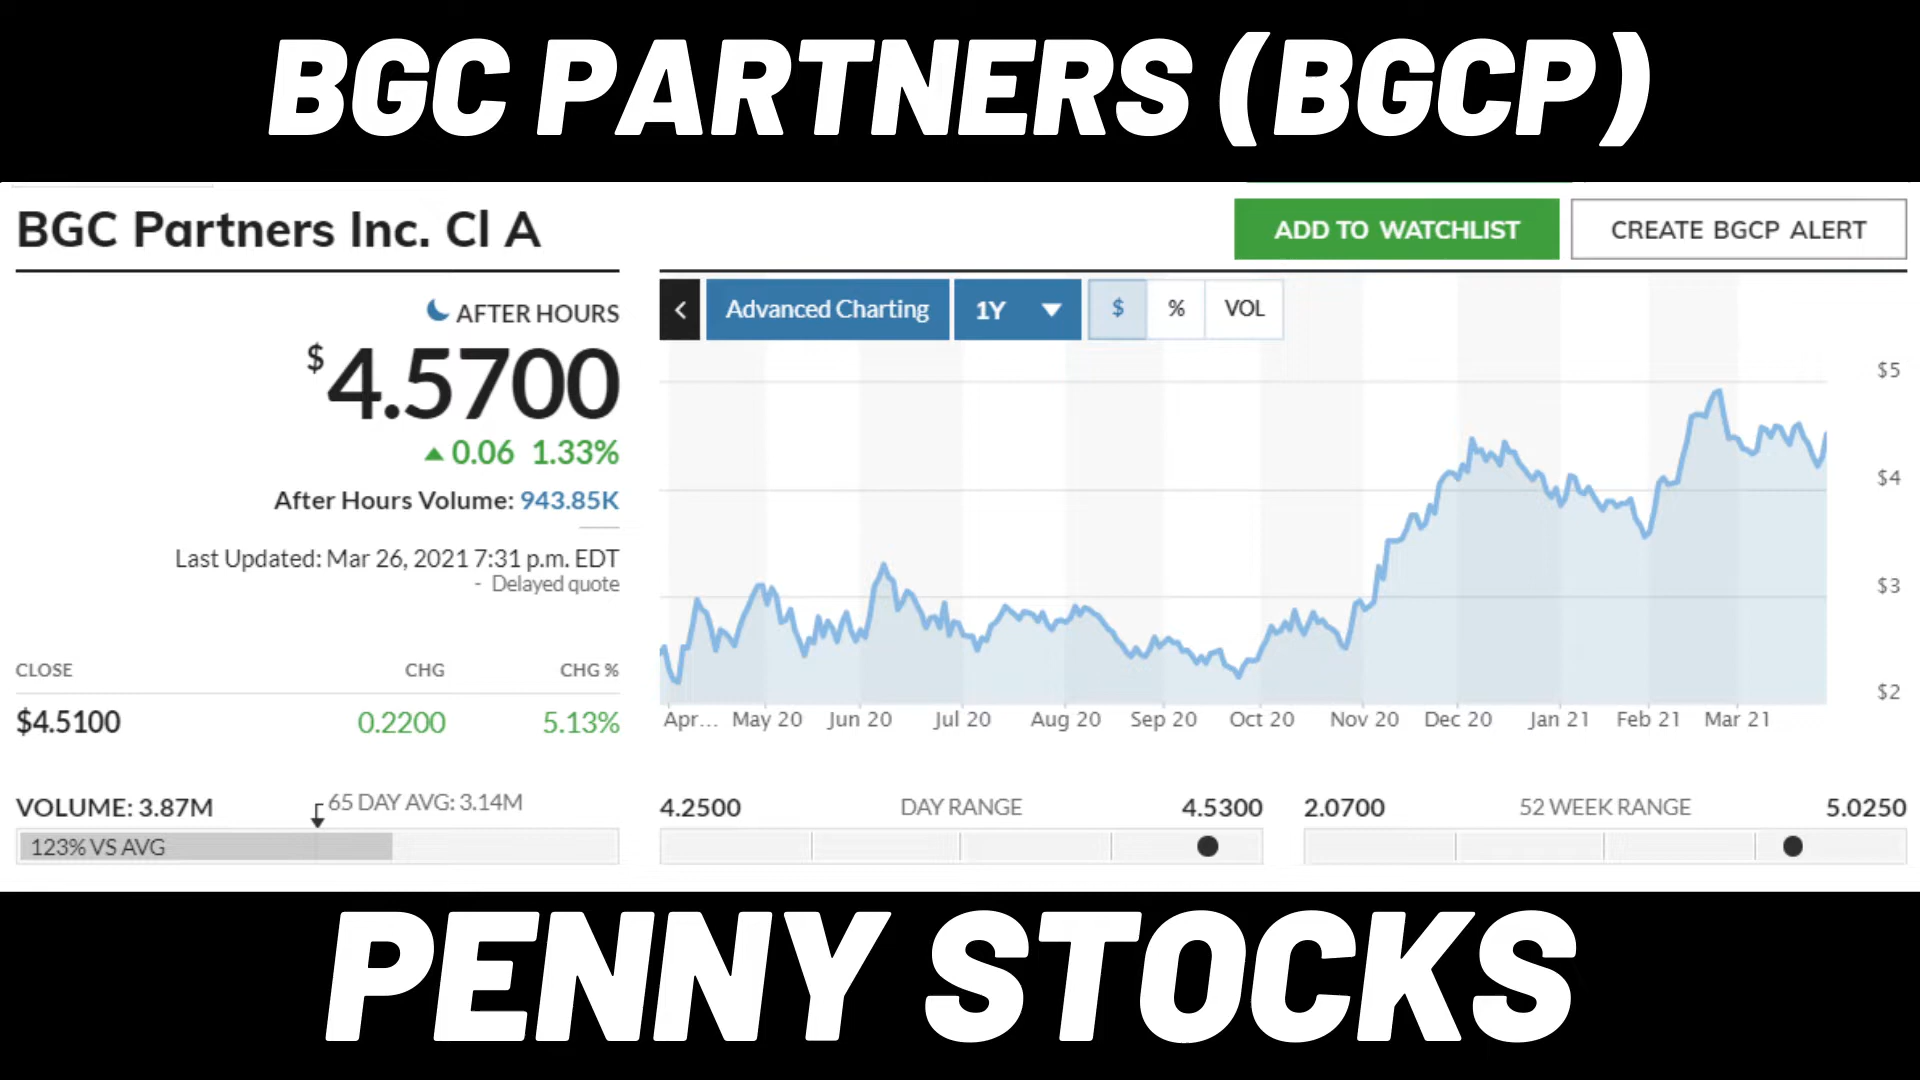 BGC PARTNERS (BGCP)
BGC Partners Inc. Cl A
ADD TO WATCHLIST
CREATE BGCP ALERT
AFTER HOURS
$4.5700
0.06 1.33%
After Hours Volume: 943.85K
Last Updated: Mar 26, 2021 7:31 p.m. EDT
- Delayed quote
CLOSE CHG CHG %
$4.5100 0.2200 5.13%
VOLUME: 3.87M 65 DAY AVG: 3.14M
123% VS AVG
< Advanced Charting 1Y $ % VOL
$5
$4
$3
$2
Apr... May 20 Jun 20 Jul 20 Aug 20 Sep 20 Oct 20 Nov 20 Dec 20 Jan 21 Feb 21 Mar 21
4.2500 DAY RANGE 4.5300
2.0700 52 WEEK RANGE 5.0250
PENNY STOCKS